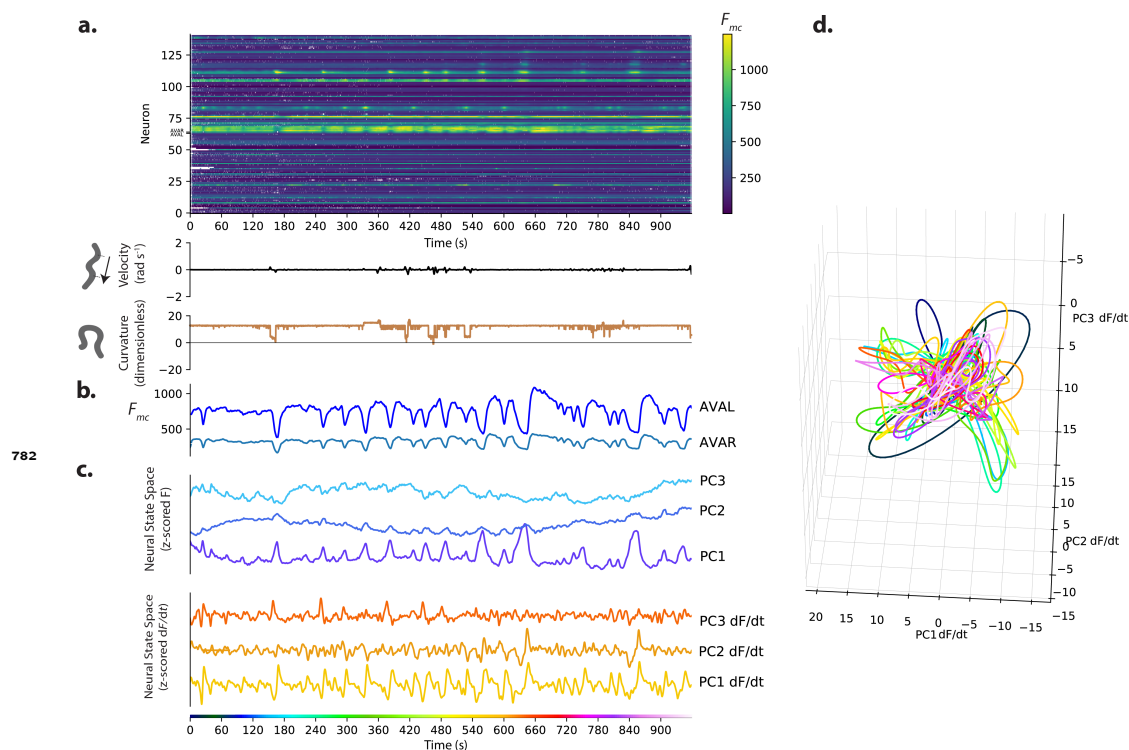 a.
F_mc
d.
Neuron
125
100
75
50
25
0
AVAR
AVAL
1000
750
500
250
0 60 120 180 240 300 360 420 480 540 600 660 720 780 840 900
Time (s)
Velocity
(rad s⁻¹)
2
0
−2
Curvature
(dimensionless)
20
0
−20
b.
F_mc
1000
500
AVAL
AVAR
782
c.
Neural State Space
(z-scored F)
PC3
PC2
PC1
Neural State Space
(z-scored dF/dt)
PC3 dF/dt
PC2 dF/dt
PC1 dF/dt
0 60 120 180 240 300 360 420 480 540 600 660 720 780 840 900
Time (s)
−5
0
PC3 dF/dt
5
10
15
15
10
5
0
PC2 dF/dt
−5
−10
−15
20 15 10 5 0 −5 −10 −15
PC1 dF/dt